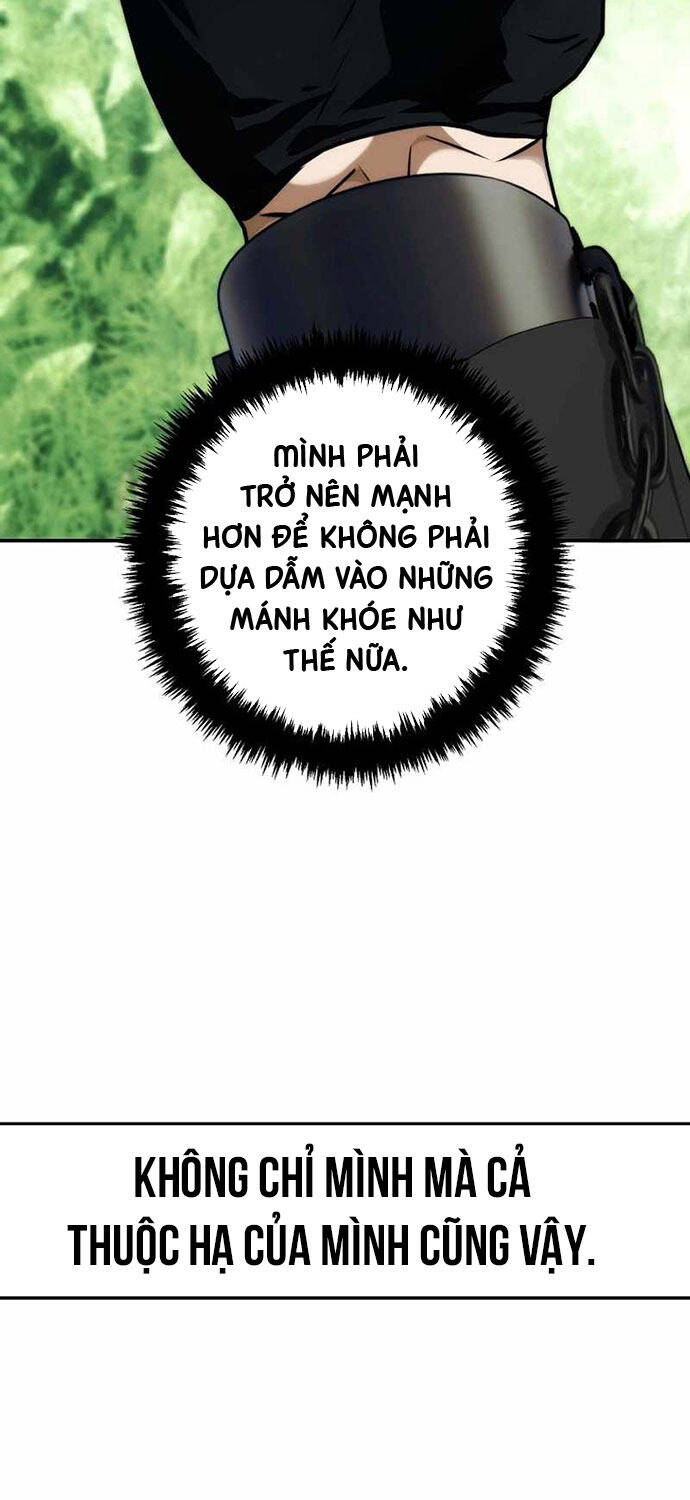 MÌNH PHẢI
TRỞ NÊN MẠNH
HƠN ĐỂ KHÔNG PHẢI
DỰA DẪM VÀO NHỮNG
MÁNH KHÓE NHƯ
THẾ NỮA.
KHÔNG CHỈ MÌNH MÀ CẢ
THUỘC HẠ CỦA MÌNH CŨNG VẬY.